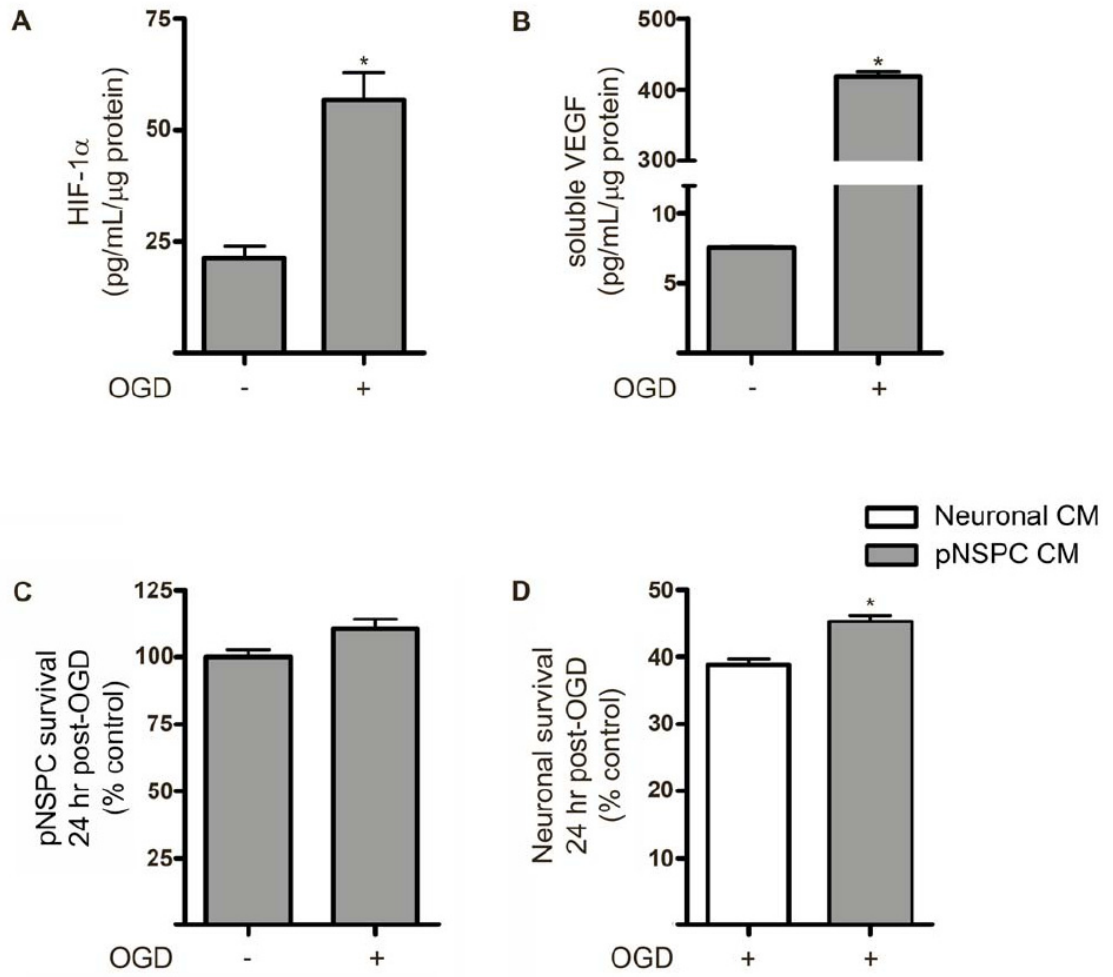 A
HIF-1α
(pg/mL/µg protein)
75
50
25
*
OGD
-
+
B
soluble VEGF
(pg/mL/µg protein)
500
400
300
10
5
*
OGD
-
+
Neuronal CM
pNSPC CM
C
pNSPC survival
24 hr post-OGD
(% control)
125
100
75
50
25
OGD
-
+
D
Neuronal survival
24 hr post-OGD
(% control)
50
40
30
20
10
*
OGD
+
+